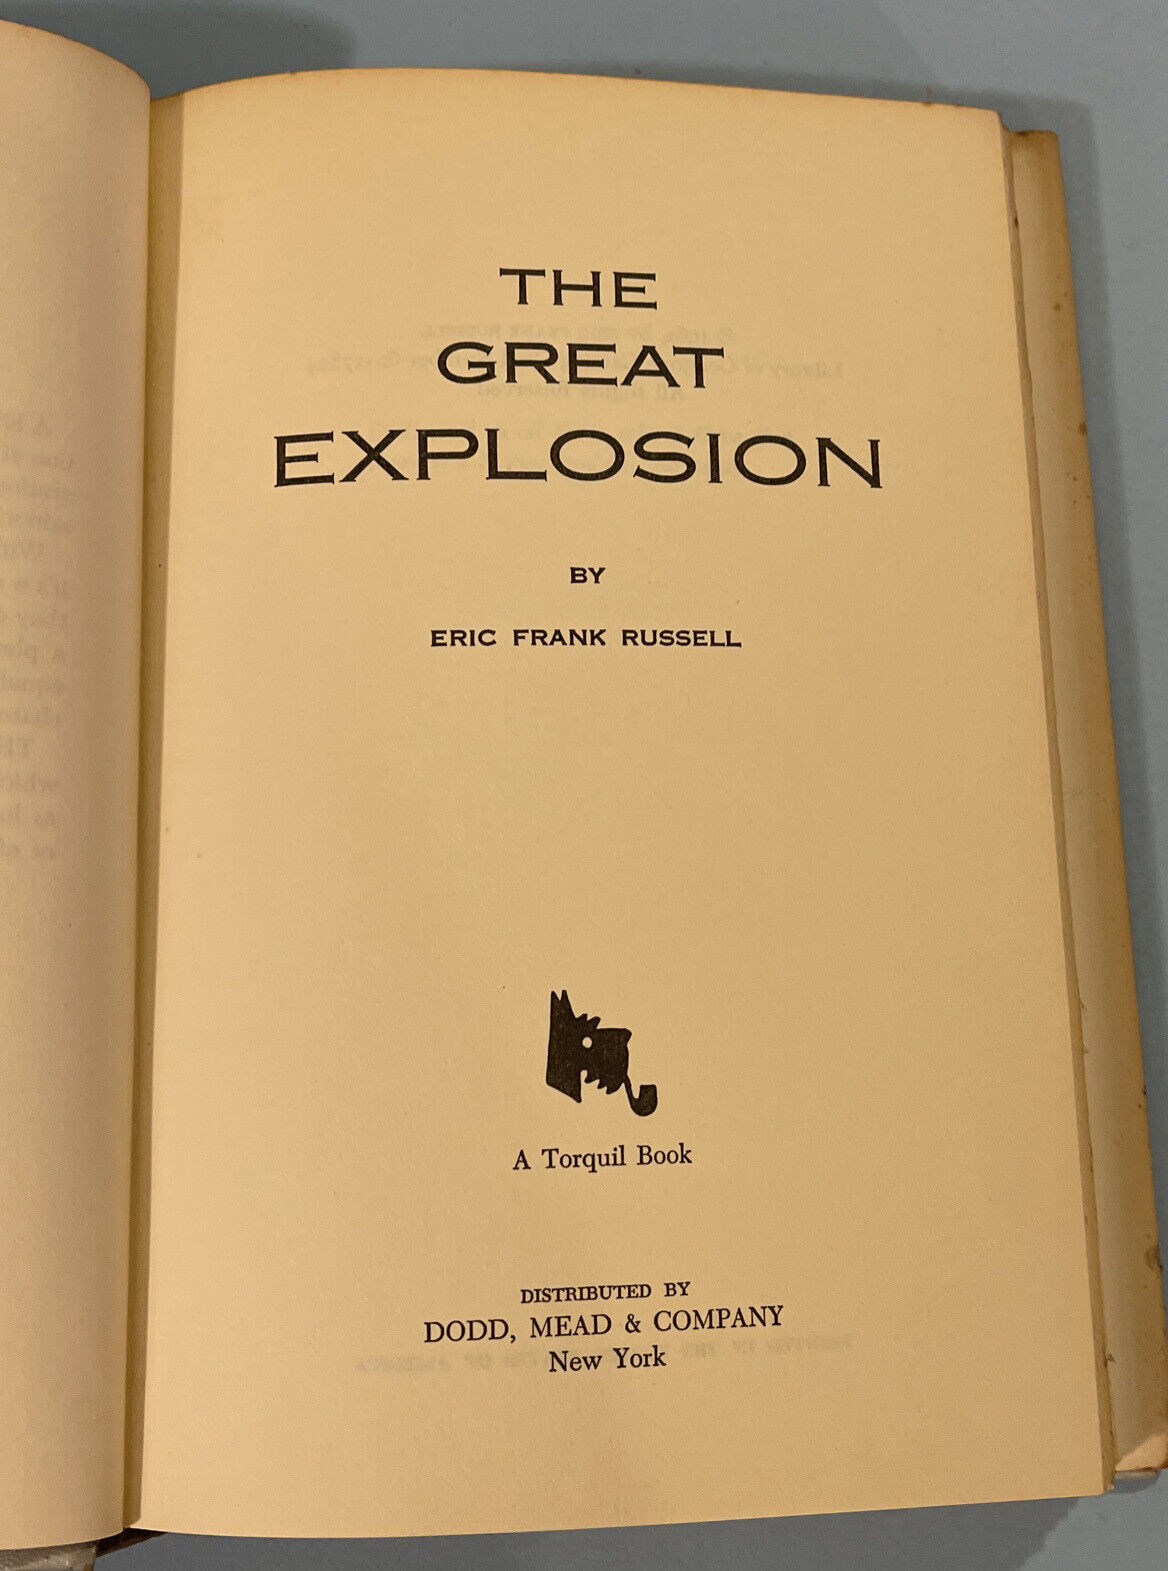 THE
GREAT
EXPLOSION
BY
ERIC FRANK RUSSELL
A Torquil Book
DISTRIBUTED BY
DODD, MEAD & COMPANY
New York